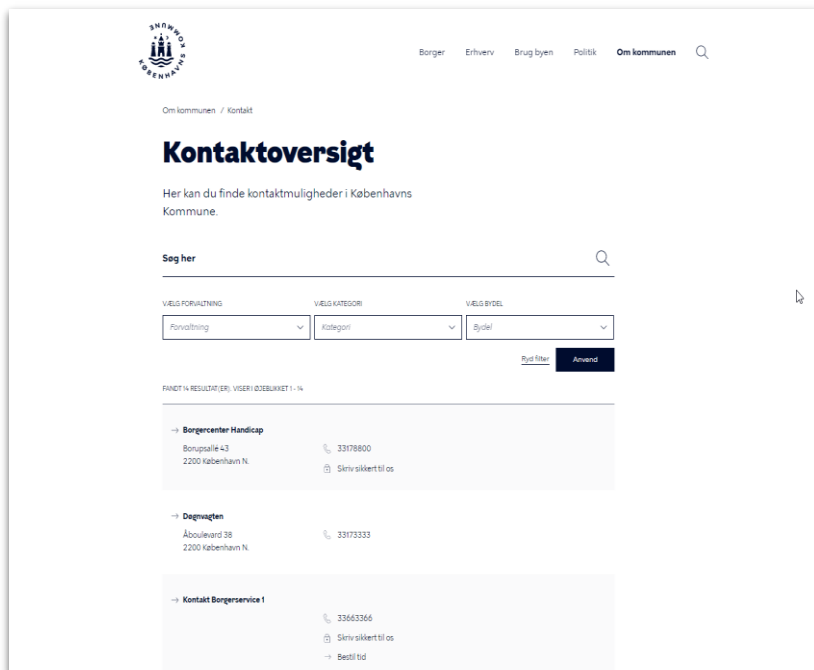 KØBENHAVNS KOMMUNE
Borger Erhverv Brug byen Politik Om kommunen
Om kommunen / Kontakt
Kontaktoversigt
Her kan du finde kontaktmuligheder i Københavns
Kommune.
Søg her
VÆLG FORVALTNING VÆLG KATEGORI VÆLG BYDEL
Forvaltning Kategori Bydel
Ryd filter Anvend
FANDT 14 RESULTAT(ER). VISER I ØJEBLIKKET 1 - 14
→ Borgercenter Handicap
Borupsallé 43 33178800
2200 København N.
Skriv sikkert til os
→ Døgnvagten
Åboulevard 38 33173333
2200 København N.
→ Kontakt Borgerservice 1
33663366
Skriv sikkert til os
→ Bestil tid